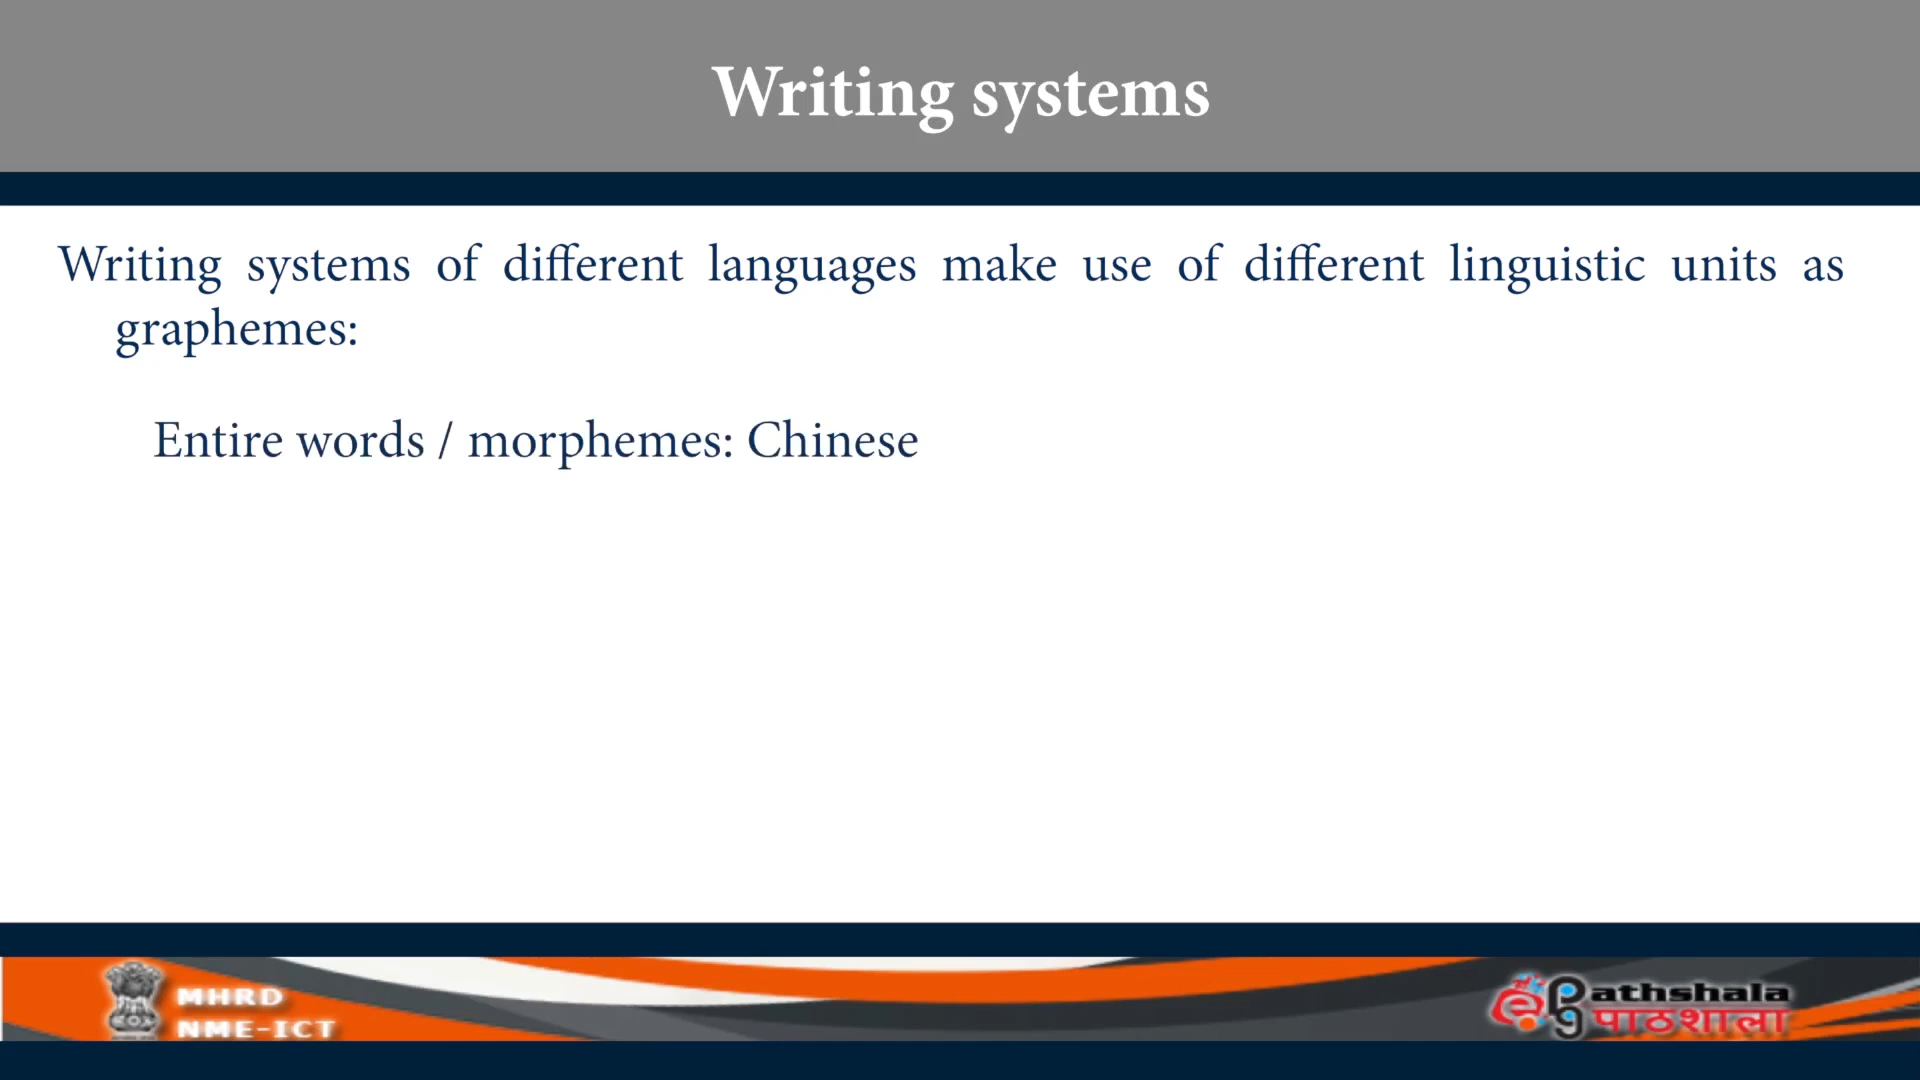 Writing systems
Writing systems of different languages make use of different linguistic units as
graphemes:
Entire words / morphemes: Chinese
MHRD
NME-ICT
ePathshala
पाठशाला